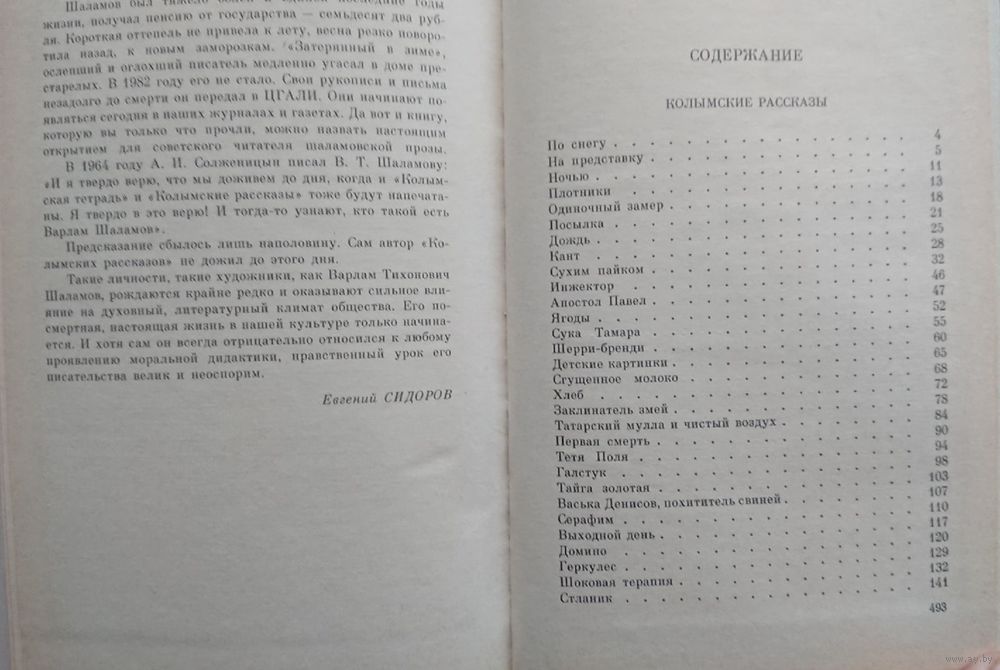 Шаламов был тяжело болен и одинок последние годы
жизни, получал пенсию от государства — семьдесят два руб-
ля. Короткая оттепель не привела к лету, весна резко поворо-
тила назад, к новым заморозкам. «Затерянный в зиме»,
ослепший и оглохший писатель медленно угасал в доме пре-
старелых. В 1982 году его не стало. Свои рукописи и письма
незадолго до смерти он передал в ЦГАЛИ. Они начинают по-
являться сегодня в наших журналах и газетах. Да вот и книгу,
которую вы только что прочли, можно назвать настоящим
открытием для советского читателя шаламовской прозы.
В 1964 году А. И. Солженицын писал В. Т. Шаламову:
«И я твердо верю, что мы доживем до дня, когда и «Колым-
ская тетрадь» и «Колымские рассказы» тоже будут напечата-
ны. Я твердо в это верю! И тогда-то узнают, кто такой есть
Варлам Шаламов».
Предсказание сбылось лишь наполовину. Сам автор «Ко-
лымских рассказов» не дожил до этого дня.
Такие личности, такие художники, как Варлам Тихонович
Шаламов, рождаются крайне редко и оказывают сильное вли-
яние на духовный, литературный климат общества. Его по-
смертная, настоящая жизнь в нашей культуре только начина-
ется. И хотя сам он всегда отрицательно относился к любому
проявлению моральной дидактики, нравственный урок его
писательства велик и неоспорим.
Евгений СИДОРОВ
СОДЕРЖАНИЕ
КОЛЫМСКИЕ РАССКАЗЫ
По снегу . . . . . . . . . . 4
На представку . . . . . . . . . . 5
Ночью . . . . . . . . . . 11
Плотники . . . . . . . . . . 13
Одиночный замер . . . . . . . . . . 18
Посылка . . . . . . . . . . 21
Дождь . . . . . . . . . . 25
Кант . . . . . . . . . . 28
Сухим пайком . . . . . . . . . . 32
Инжектор . . . . . . . . . . 46
Апостол Павел . . . . . . . . . . 47
Ягоды . . . . . . . . . . 52
Сука Тамара . . . . . . . . . . 55
Шерри-бренди . . . . . . . . . . 60
Детские картинки . . . . . . . . . . 65
Сгущенное молоко . . . . . . . . . . 68
Хлеб . . . . . . . . . . 72
Заклинатель змей . . . . . . . . . . 78
Татарский мулла и чистый воздух . . . . . . . 84
Первая смерть . . . . . . . . . . 90
Тетя Поля . . . . . . . . . . 94
Галстук . . . . . . . . . . 98
Тайга золотая . . . . . . . . . . 103
Васька Денисов, похититель свиней . . . . . . . 107
Серафим . . . . . . . . . . 110
Выходной день . . . . . . . . . . 117
Домино . . . . . . . . . . 120
Геркулес . . . . . . . . . . 129
Шоковая терапия . . . . . . . . . . 132
Стланик . . . . . . . . . . 141
493
www.ay.by